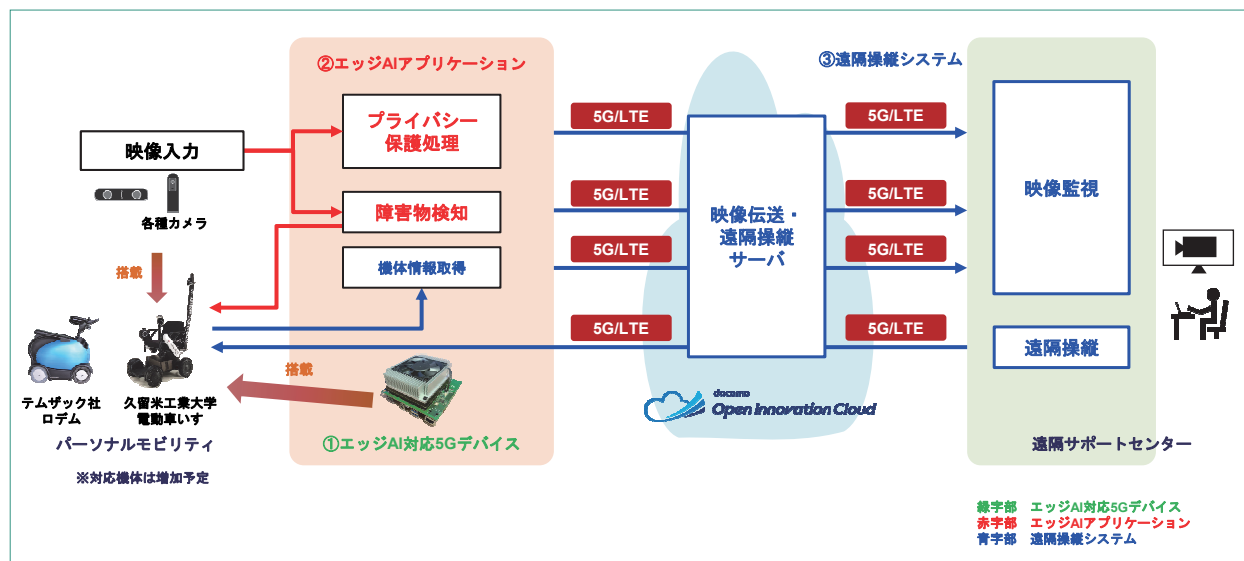 ②エッジAIアプリケーション
③遠隔操縦システム
映像入力
各種カメラ
搭載
プライバシー
保護処理
障害物検知
機体情報取得
5G/LTE
5G/LTE
5G/LTE
5G/LTE
映像伝送・
遠隔操縦
サーバ
5G/LTE
5G/LTE
5G/LTE
5G/LTE
映像監視
遠隔操縦
テムザック社
ロデム
久留米工業大学
電動車いす
パーソナルモビリティ
※対応機体は増加予定
搭載
①エッジAI対応5Gデバイス
docomo
Open Innovation Cloud
遠隔サポートセンター
緑字部 エッジAI対応5Gデバイス
赤字部 エッジAIアプリケーション
青字部 遠隔操縦システム